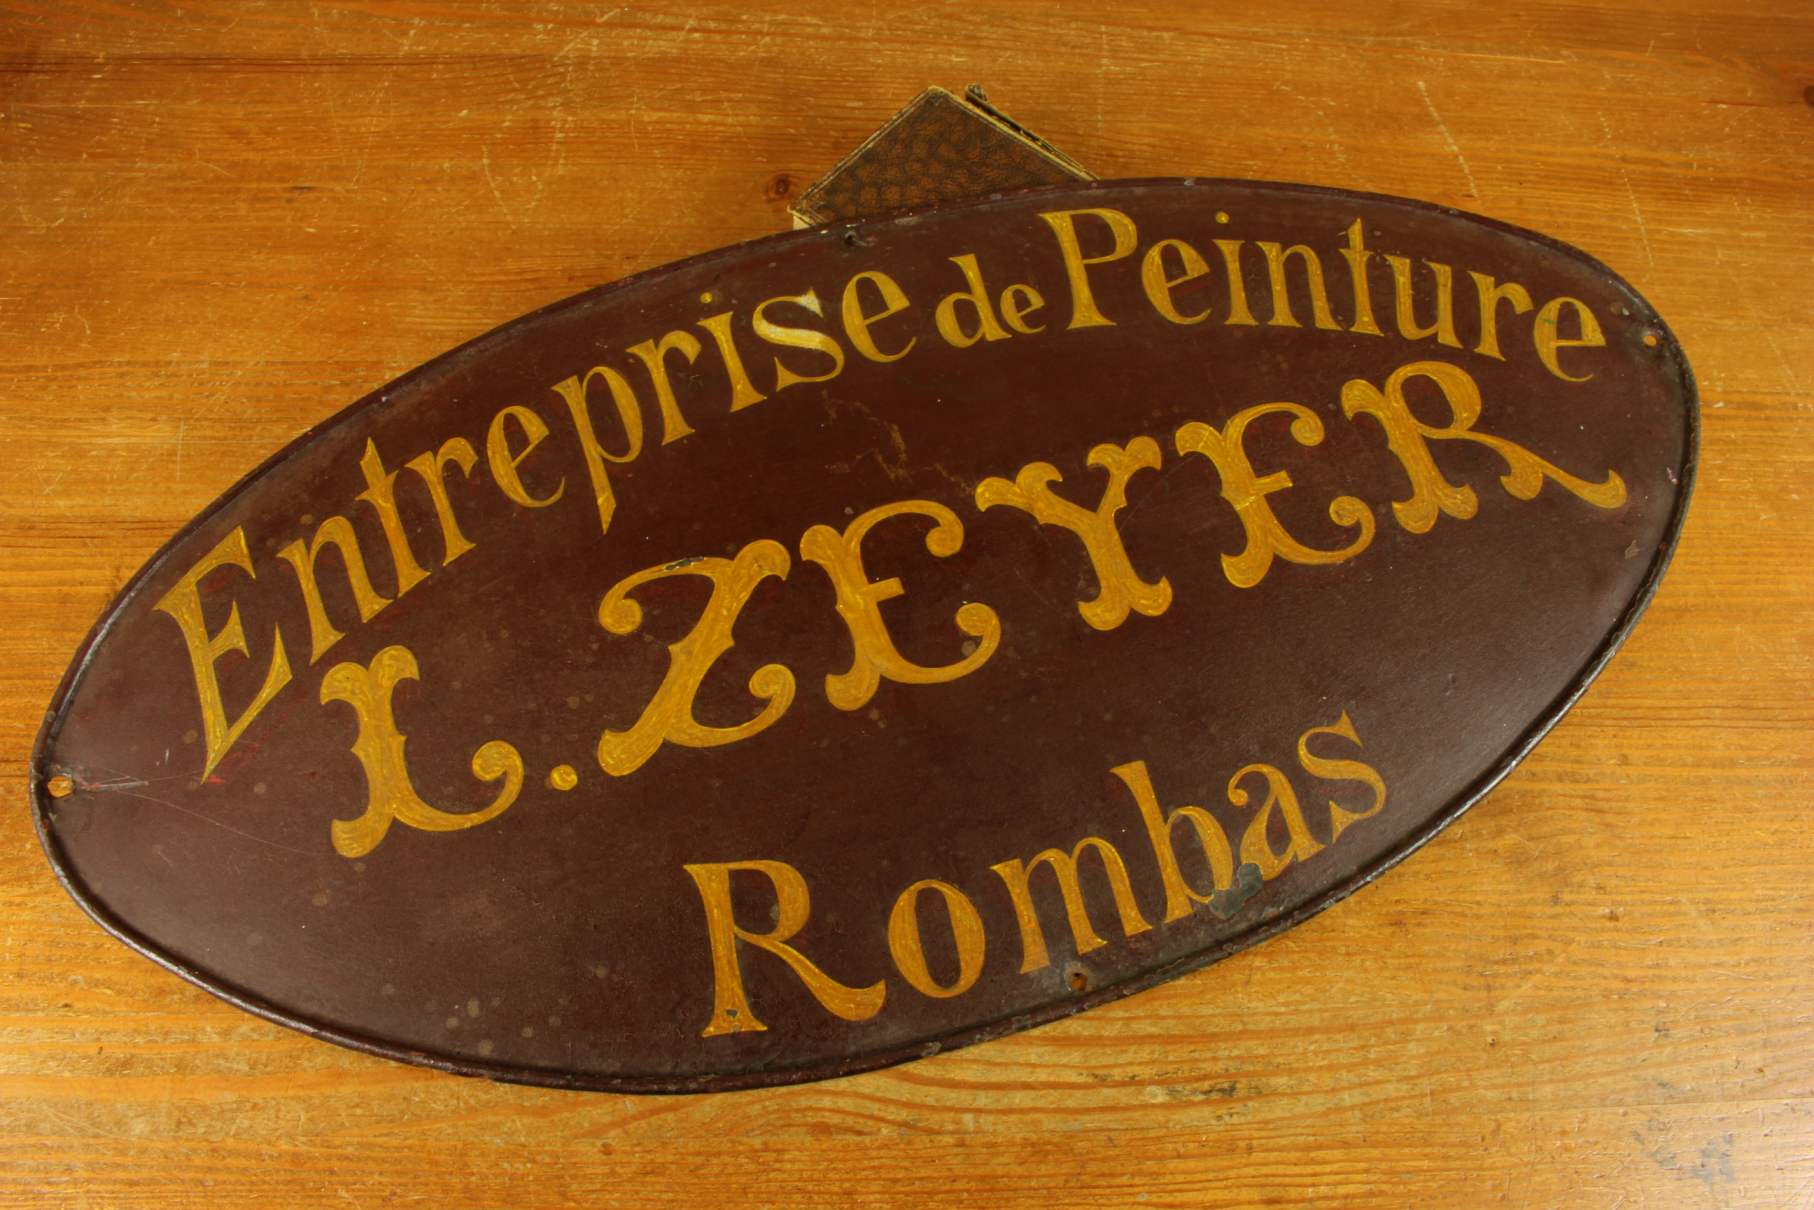 Entreprise de Peinture
L. ZEYER
Rombas